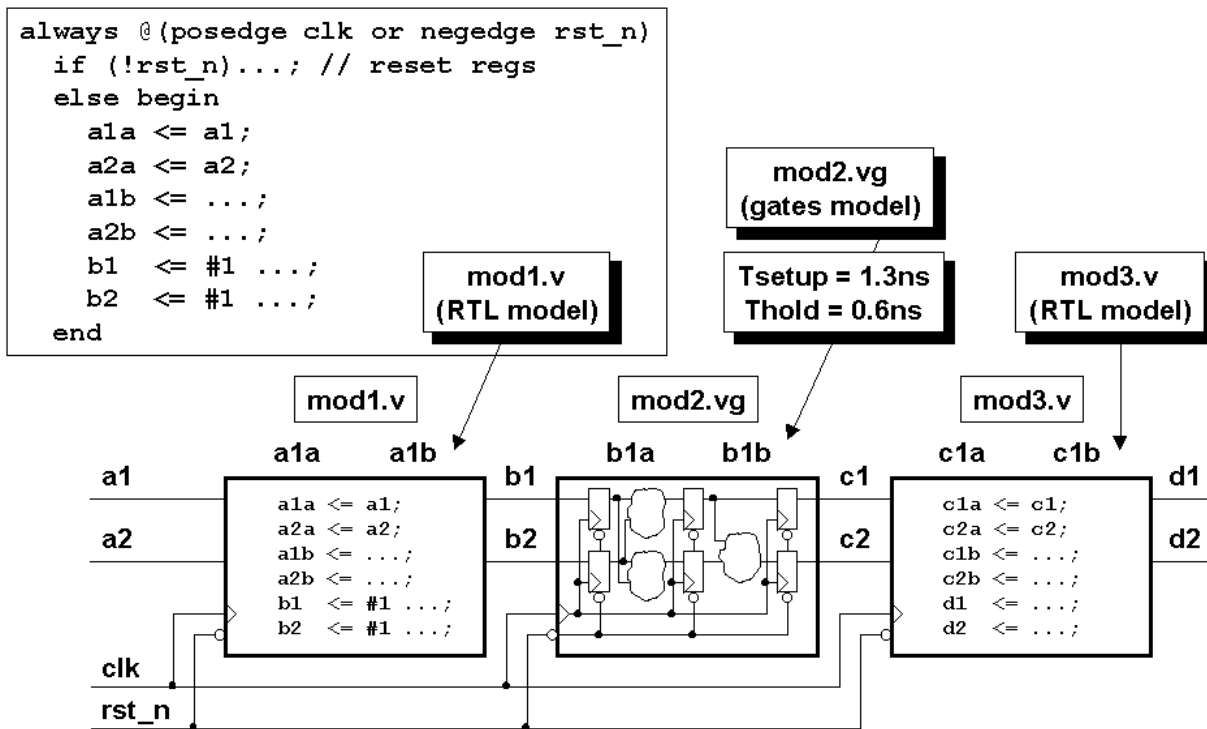 always @(posedge clk or negedge rst_n)
if (!rst_n)...; // reset regs
else begin
a1a <= a1;
a2a <= a2;
a1b <= ...;
a2b <= ...;
b1 <= #1 ...;
b2 <= #1 ...;
end
mod1.v
(RTL model)
mod2.vg
(gates model)
Tsetup = 1.3ns
Thold = 0.6ns
mod3.v
(RTL model)
mod1.v
mod2.vg
mod3.v
a1a a1b
b1a b1b
c1a c1b
a1
a2
b1
b2
c1
c2
d1
d2
a1a <= a1;
a2a <= a2;
a1b <= ...;
a2b <= ...;
b1 <= #1 ...;
b2 <= #1 ...;
c1a <= c1;
c2a <= c2;
c1b <= ...;
c2b <= ...;
d1 <= ...;
d2 <= ...;
clk
rst_n